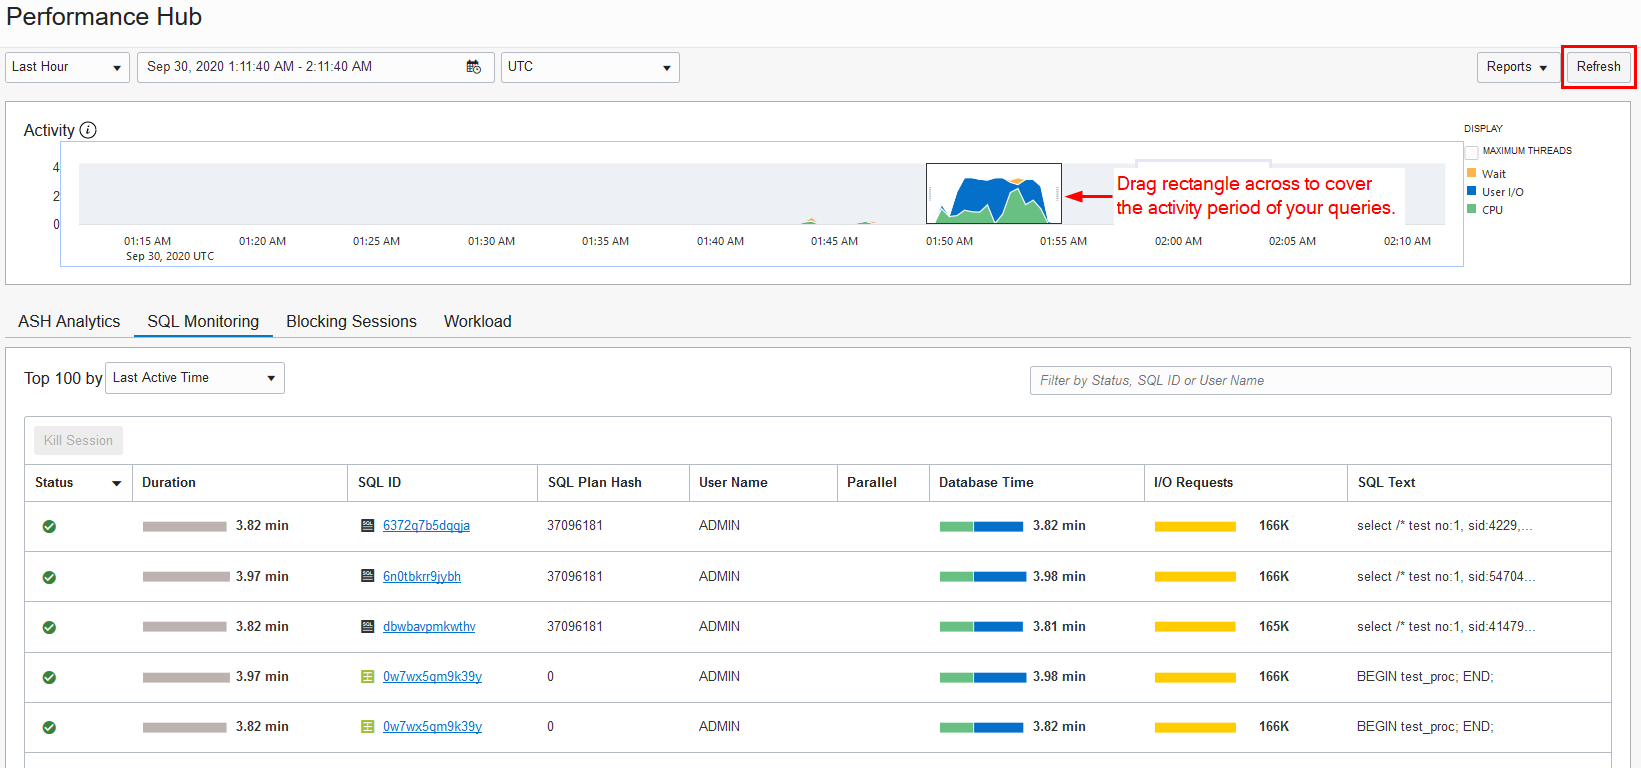 Performance Hub
Last Hour Sep 30, 2020 1:11:40 AM - 2:11:40 AM UTC Reports Refresh
Activity
DISPLAY
MAXIMUM THREADS
Wait
User I/O
CPU
4
2
0
Drag rectangle across to cover
the activity period of your queries.
01:15 AM 01:20 AM 01:25 AM 01:30 AM 01:35 AM 01:40 AM 01:45 AM 01:50 AM 01:55 AM 02:00 AM 02:05 AM 02:10 AM
Sep 30, 2020 UTC
ASH Analytics SQL Monitoring Blocking Sessions Workload
Top 100 by Last Active Time Filter by Status, SQL ID or User Name
Kill Session
Status Duration SQL ID SQL Plan Hash User Name Parallel Database Time I/O Requests SQL Text
3.82 min SQL 6372q7b5dqqja 37096181 ADMIN 3.82 min 166K select /* test no:1, sid:4229,...
3.97 min SQL 6n0tbkrr9jybh 37096181 ADMIN 3.98 min 166K select /* test no:1, sid:54704...
3.82 min SQL dbwbavpmkwthv 37096181 ADMIN 3.81 min 165K select /* test no:1, sid:41479...
3.97 min 0w7wx5qm9k39y 0 ADMIN 3.98 min 166K BEGIN test_proc; END;
3.82 min 0w7wx5qm9k39y 0 ADMIN 3.82 min 166K BEGIN test_proc; END;